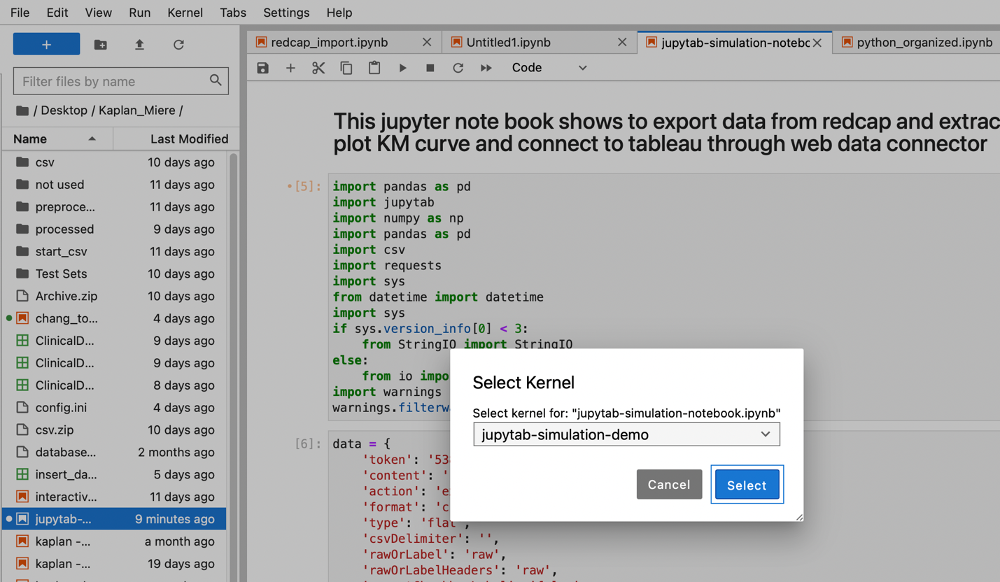 File Edit View Run Kernel Tabs Settings Help
+
Filter files by name
/ Desktop / Kaplan_Miere /
Name Last Modified
csv 10 days ago
not used 11 days ago
preproce... 11 days ago
processed 9 days ago
start_csv 11 days ago
Test Sets 10 days ago
Archive.zip 10 days ago
chang_to... 4 days ago
ClinicalD... 9 days ago
ClinicalD... 9 days ago
ClinicalD... 8 days ago
config.ini 4 days ago
csv.zip 10 days ago
database... 2 months ago
insert_da... 5 days ago
interactiv... 11 days ago
jupytab-... 9 minutes ago
kaplan -... a month ago
kaplan -... 19 days ago
redcap_import.ipynb Untitled1.ipynb jupytab-simulation-notebo python_organized.ipynb
Code
This jupyter note book shows to export data from redcap and extrac
plot KM curve and connect to tableau through web data connector
[5]: import pandas as pd
import jupytab
import numpy as np
import pandas as pd
import csv
import requests
import sys
from datetime import datetime
import sys
if sys.version_info[0] < 3:
from StringIO import StringIO
else:
from io impo
import warnings
warnings.filterw
[6]: data = {
'token': '53
'content': '
'action': 'e
'format': 'c
'type': 'flat',
'csvDelimiter': '',
'rawOrLabel': 'raw',
'rawOrLabelHeaders': 'raw',
Select Kernel
Select kernel for: "jupytab-simulation-notebook.ipynb"
jupytab-simulation-demo
Cancel Select